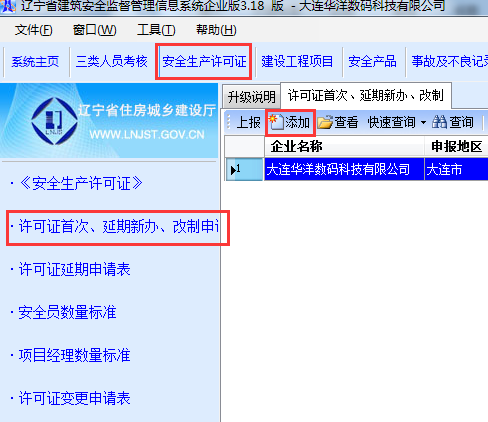 辽宁省建筑安全监督管理信息系统企业版3.18 版 - 大连华洋数码科技有限公司
文件(F) 窗口(W) 工具(T) 帮助(H)
系统主页 三类人员考核 安全生产许可证 建设工程项目 安全产品 事故及不良记
辽宁省住房城乡建设厅
WWW.LNJST.GOV.CN
LNJST
升级说明 许可证首次、延期新办、改制
上报 添加 查看 快速查询 查询
企业名称 申报地区
1 大连华洋数码科技有限公司 大连市
·《安全生产许可证》
·许可证首次、延期新办、改制申
·许可证延期申请表
·安全员数量标准
·项目经理数量标准
·许可证变更申请表